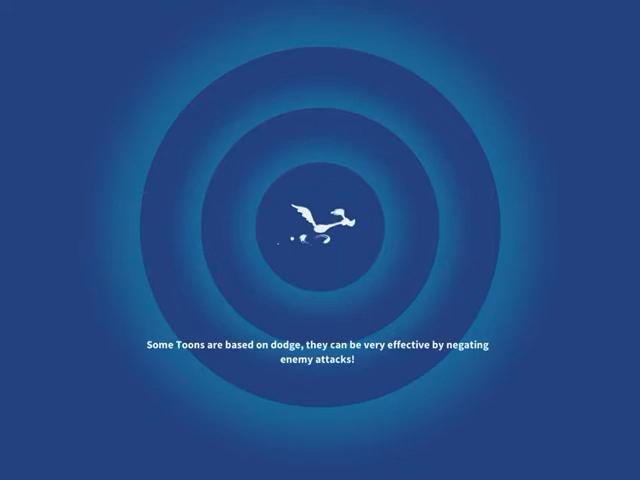 Some Toons are based on dodge, they can be very effective by negating
enemy attacks!